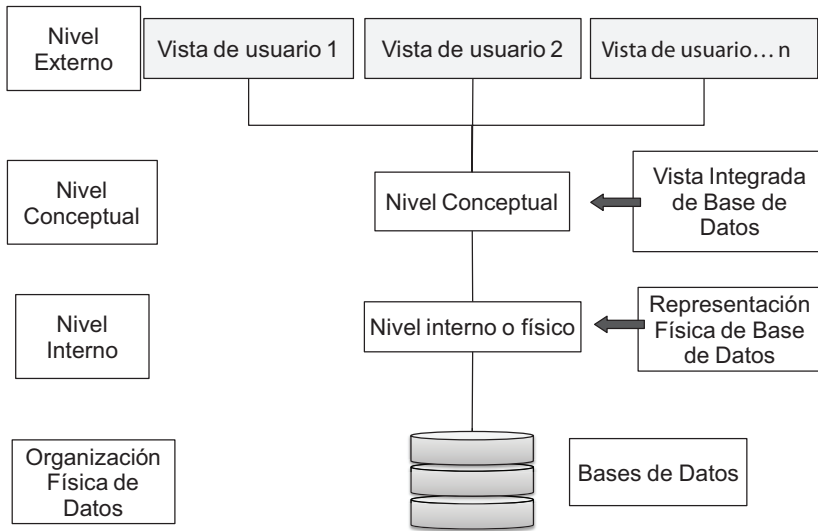 Nivel
Externo
Vista de usuario 1
Vista de usuario 2
Vista de usuario... n
Nivel
Conceptual
Nivel Conceptual
Vista Integrada
de Base de
Datos
Nivel
Interno
Nivel interno o físico
Representación
Física de Base
de Datos
Organización
Física de
Datos
Bases de Datos